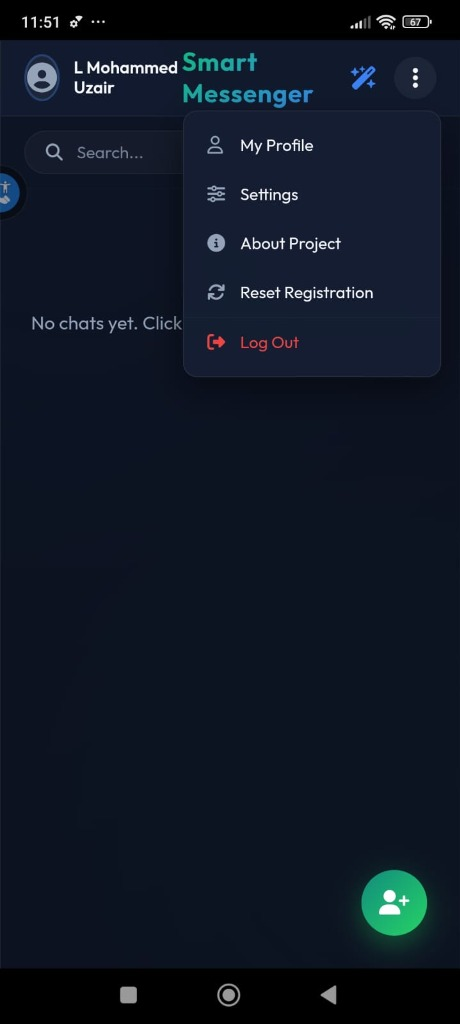 11:51
67
L Mohammed
Uzair
Smart
Messenger
Search...
My Profile
Settings
About Project
Reset Registration
No chats yet. Click
Log Out